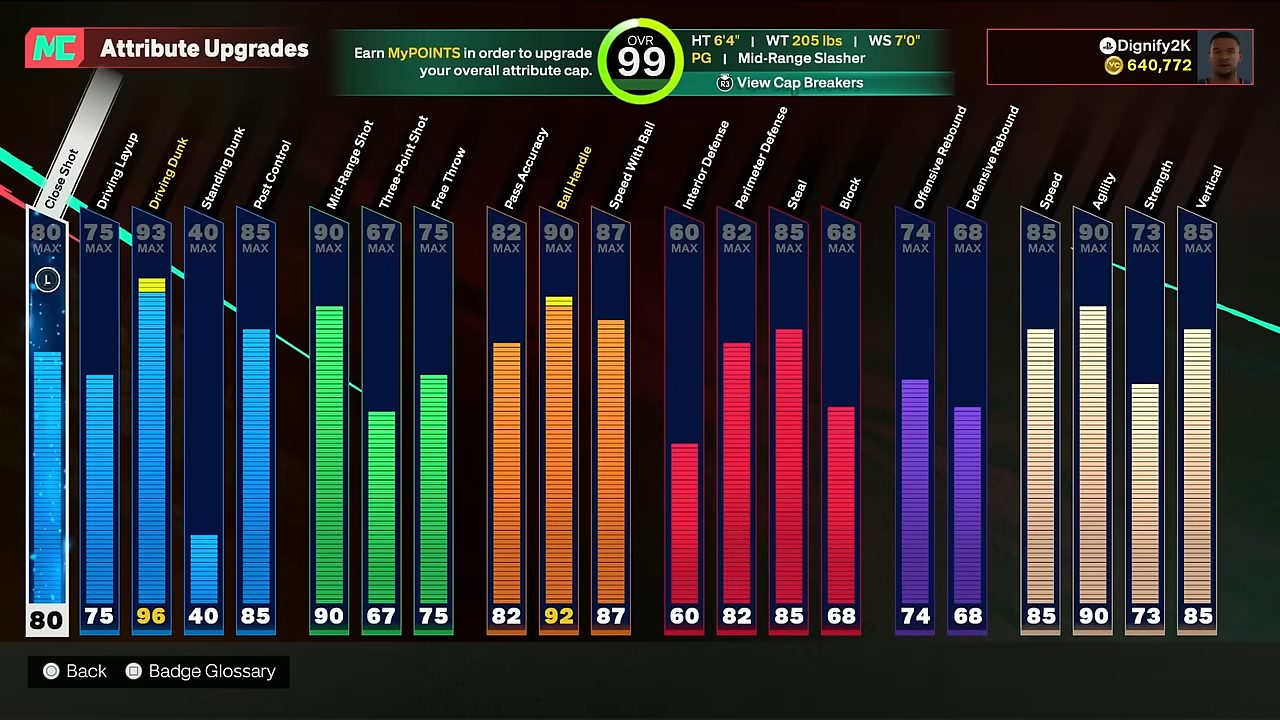 MC Attribute Upgrades
Earn MyPOINTS in order to upgrade
your overall attribute cap.
OVR
99
HT 6'4" | WT 205 lbs | WS 7'0"
PG | Mid-Range Slasher
R3 View Cap Breakers
Dignify2K
VC 640,772
Close Shot
Driving Layup
Driving Dunk
Standing Dunk
Post Control
Mid-Range Shot
Three-Point Shot
Free Throw
Pass Accuracy
Ball Handle
Speed With Ball
Interior Defense
Perimeter Defense
Steal
Block
Offensive Rebound
Defensive Rebound
Speed
Agility
Strength
Vertical
80 75 93 40 85 90 67 75 82 90 87 60 82 85 68 74 68 85 90 73 85
MAX MAX MAX MAX MAX MAX MAX MAX MAX MAX MAX MAX MAX MAX MAX MAX MAX MAX MAX MAX MAX
L
80 75 96 40 85 90 67 75 82 92 87 60 82 85 68 74 68 85 90 73 85
Back Badge Glossary